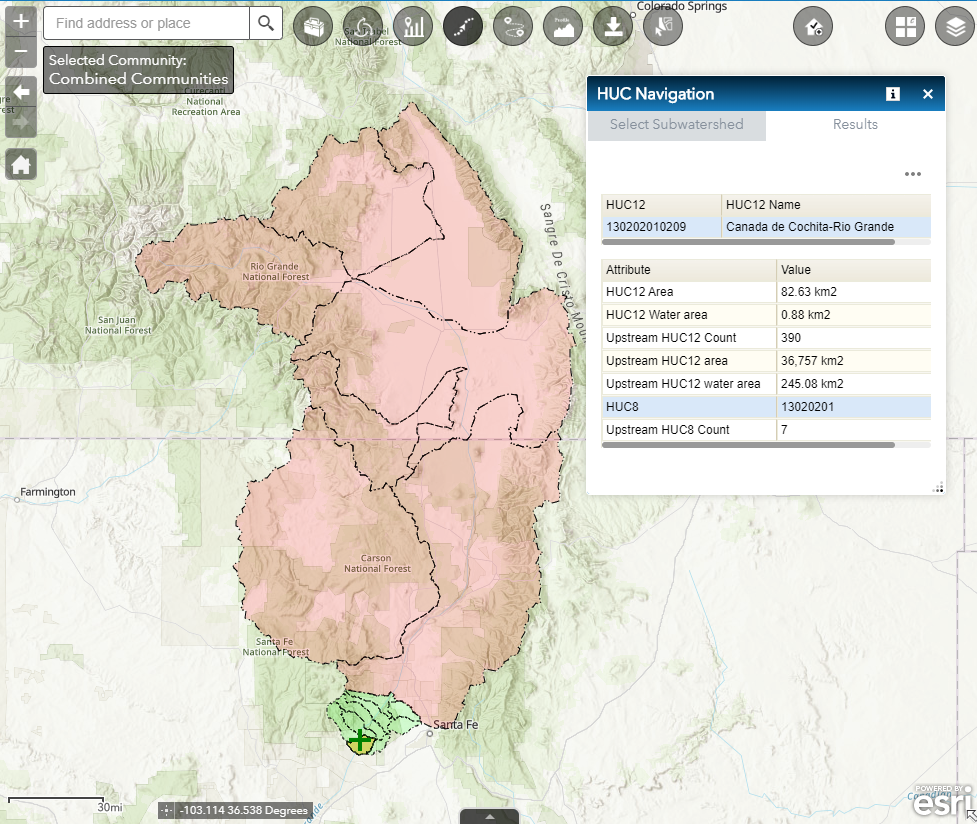 Find address or place
Selected Community:
Combined Communities
Colorado Springs
National Forest
Curecanti
National
Recreation Area
HUC Navigation
Select Subwatershed
Results
HUC12
HUC12 Name
130202010209
Canada de Cochita-Rio Grande
Attribute
Value
HUC12 Area
82.63 km2
HUC12 Water area
0.88 km2
Upstream HUC12 Count
390
Upstream HUC12 area
36,757 km2
Upstream HUC12 water area
245.08 km2
HUC8
13020201
Upstream HUC8 Count
7
Sangre De Cristo Mou
Rio Grande
National Forest
San Juan
National Forest
Farmington
Carson
National Forest
Santa Fe
National Forest
Santa Fe
30mi
-103.114 36.538 Degrees
POWERED BY
esri